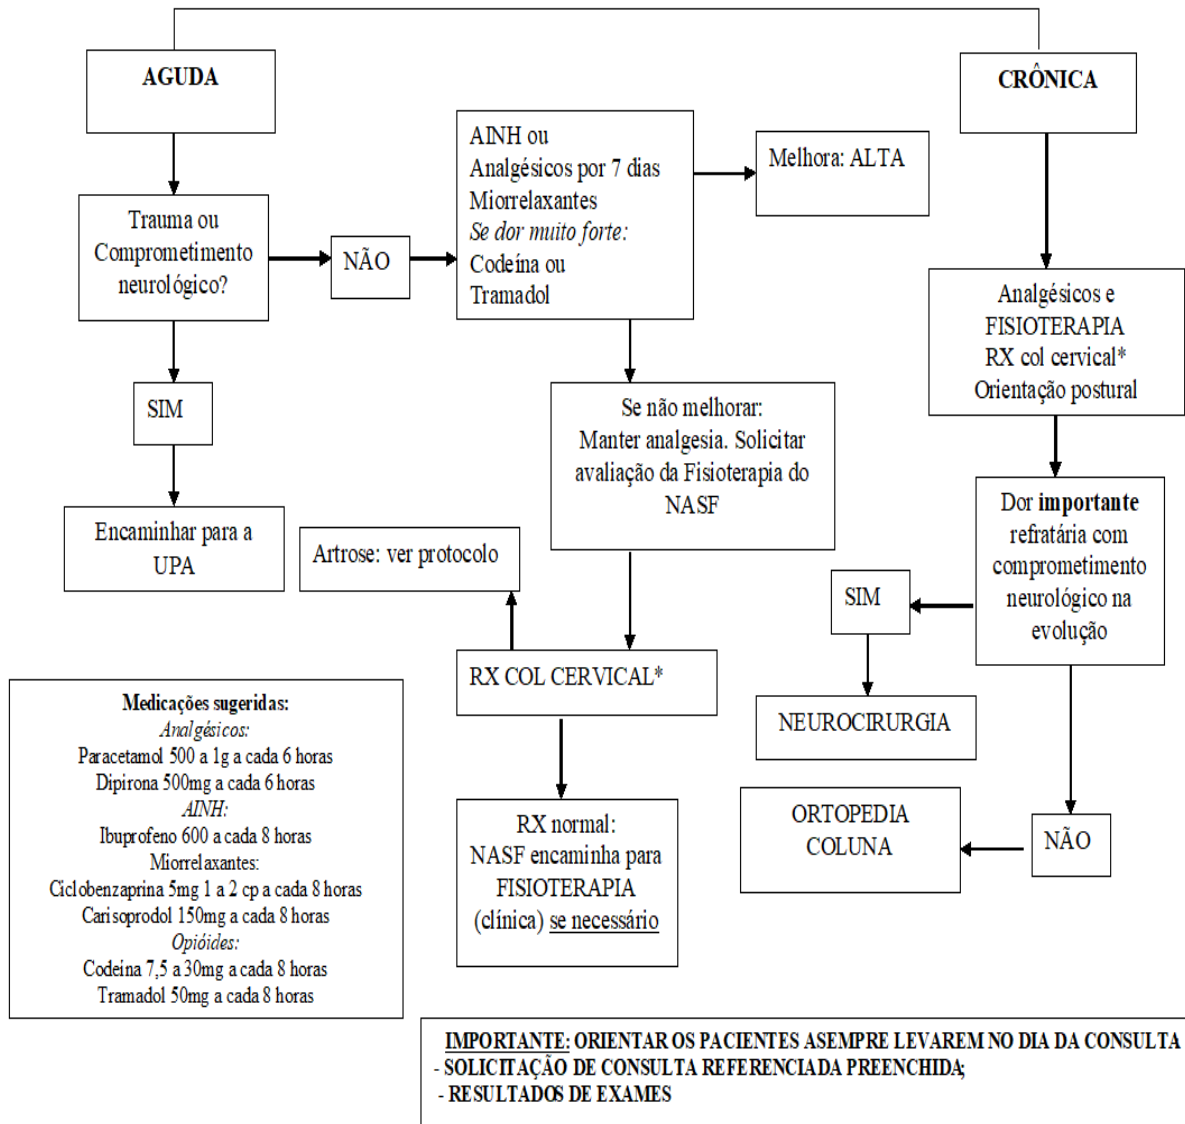 AGUDA
CRÔNICA
Trauma ou
Comprometimento
neurológico?
NÃO
AINH ou
Analgésicos por 7 dias
Miorrelaxantes
Se dor muito forte:
Codeína ou
Tramadol
Melhora: ALTA
SIM
Encaminhar para a
UPA
Se não melhorar:
Manter analgesia. Solicitar
avaliação da Fisioterapia do
NASF
Artrose: ver protocolo
RX COL CERVICAL*
RX normal:
NASF encaminha para
FISIOTERAPIA
(clínica) se necessário
Analgésicos e
FISIOTERAPIA
RX col cervical*
Orientação postural
Dor importante
refratária com
comprometimento
neurológico na
evolução
SIM
NEUROCIRURGIA
NÃO
ORTOPEDIA
COLUNA
Medicações sugeridas:
Analgésicos:
Paracetamol 500 a 1g a cada 6 horas
Dipirona 500mg a cada 6 horas
AINH:
Ibuprofeno 600 a cada 8 horas
Miorrelaxantes:
Ciclobenzaprina 5mg 1 a 2 cp a cada 8 horas
Carisoprodol 150mg a cada 8 horas
Opióides:
Codeína 7,5 a 30mg a cada 8 horas
Tramadol 50mg a cada 8 horas
IMPORTANTE: ORIENTAR OS PACIENTES ASEMPRE LEVAREM NO DIA DA CONSULTA
- SOLICITAÇÃO DE CONSULTA REFERENCIADA PREENCHIDA;
- RESULTADOS DE EXAMES